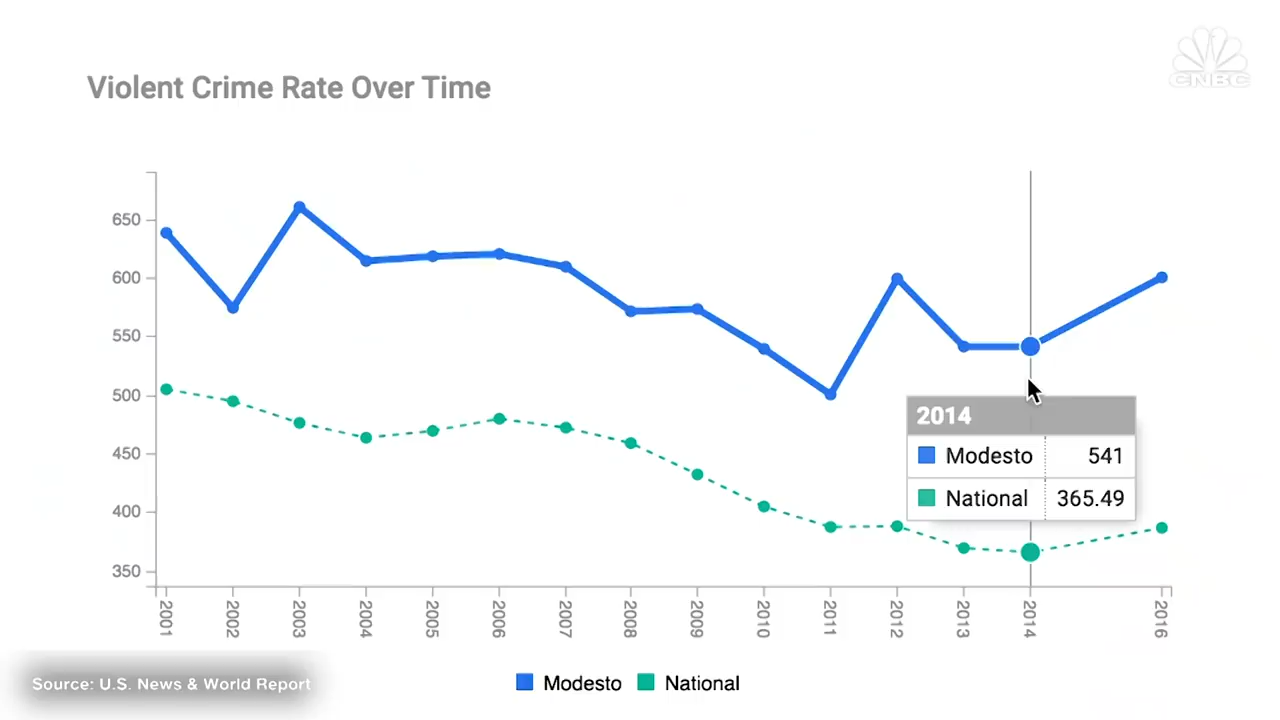 CNBC
Violent Crime Rate Over Time
650
600
550
500
450
400
350
2014
Modesto 541
National 365.49
2001 2002 2003 2004 2005 2006 2007 2008 2009 2010 2011 2012 2013 2014 2016
Modesto National
Source: U.S. News & World Report